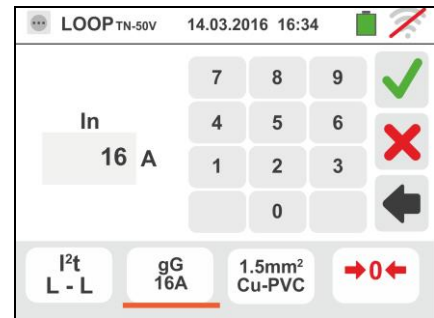 LOOP TN-50V 14.03.2016 16:34
7 8 9
In
4 5 6
16 A
1 2 3
0
I²t
L - L
gG
16A
1.5mm²
Cu-PVC
0